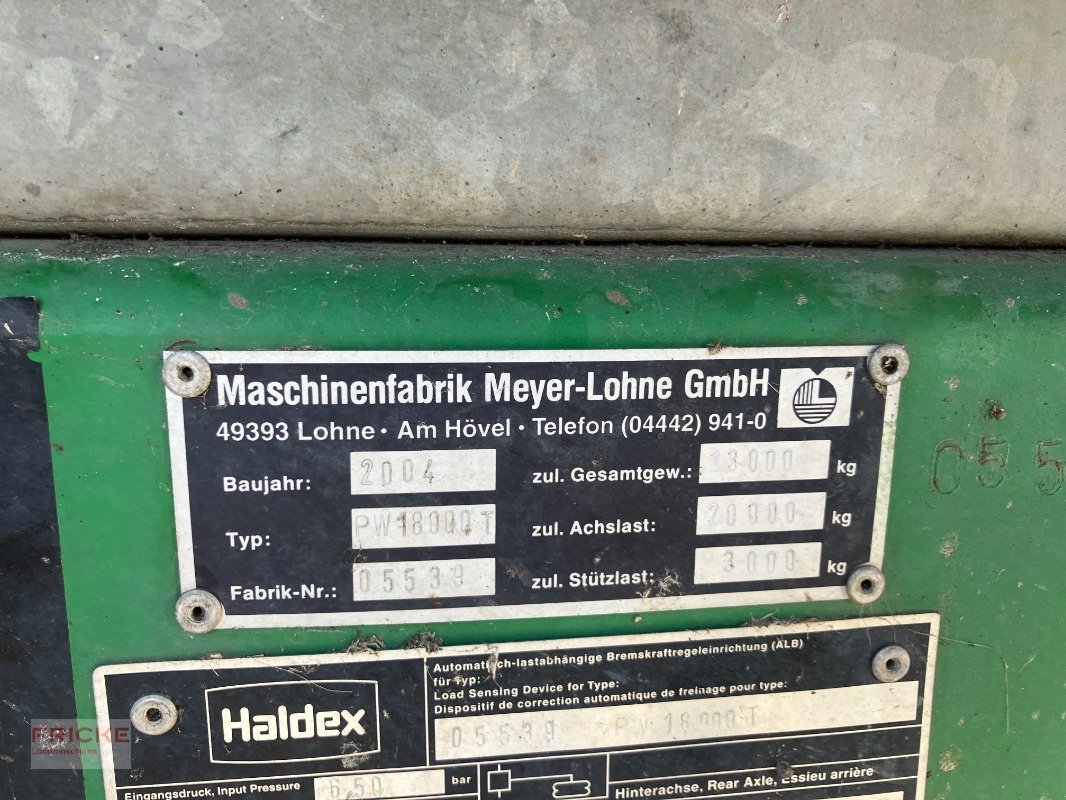 Maschinenfabrik Meyer-Lohne GmbH
49393 Lohne · Am Hövel · Telefon (04442) 941-0
Baujahr: 2004 zul. Gesamtgew.: 23000 kg
Typ: PW18000T zul. Achslast: 20000 kg
Fabrik-Nr.: 05539 zul. Stützlast: 3000 kg
055
Automatisch-lastabhängige Bremskraftregeleinrichtung (ALB)
für Typ:
Load Sensing Device for Type:
Dispositif de correction automatique de freinage pour type:
Haldex
05539 PW18000T
Eingangsdruck, Input Pressure 6,50 bar
Hinterachse, Rear Axle, Essieu arrière
FRICKE
Landmaschinen